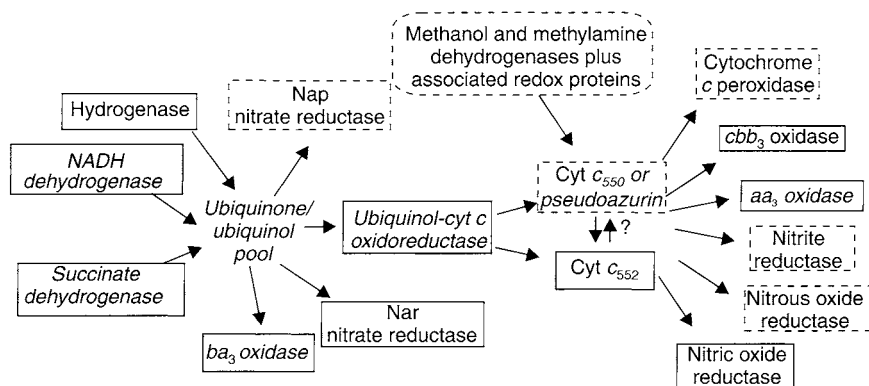 Methanol and methylamine
dehydrogenases plus
associated redox proteins
Cytochrome
c peroxidase
Nap
nitrate reductase
Hydrogenase
cbb3 oxidase
NADH
dehydrogenase
Cyt c550 or
pseudoazurin
aa3 oxidase
Ubiquinone/
ubiquinol
pool
Ubiquinol-cyt c
oxidoreductase
?
Nitrite
reductase
Succinate
dehydrogenase
Cyt c552
Nitrous oxide
reductase
Nar
nitrate reductase
ba3 oxidase
Nitric oxide
reductase